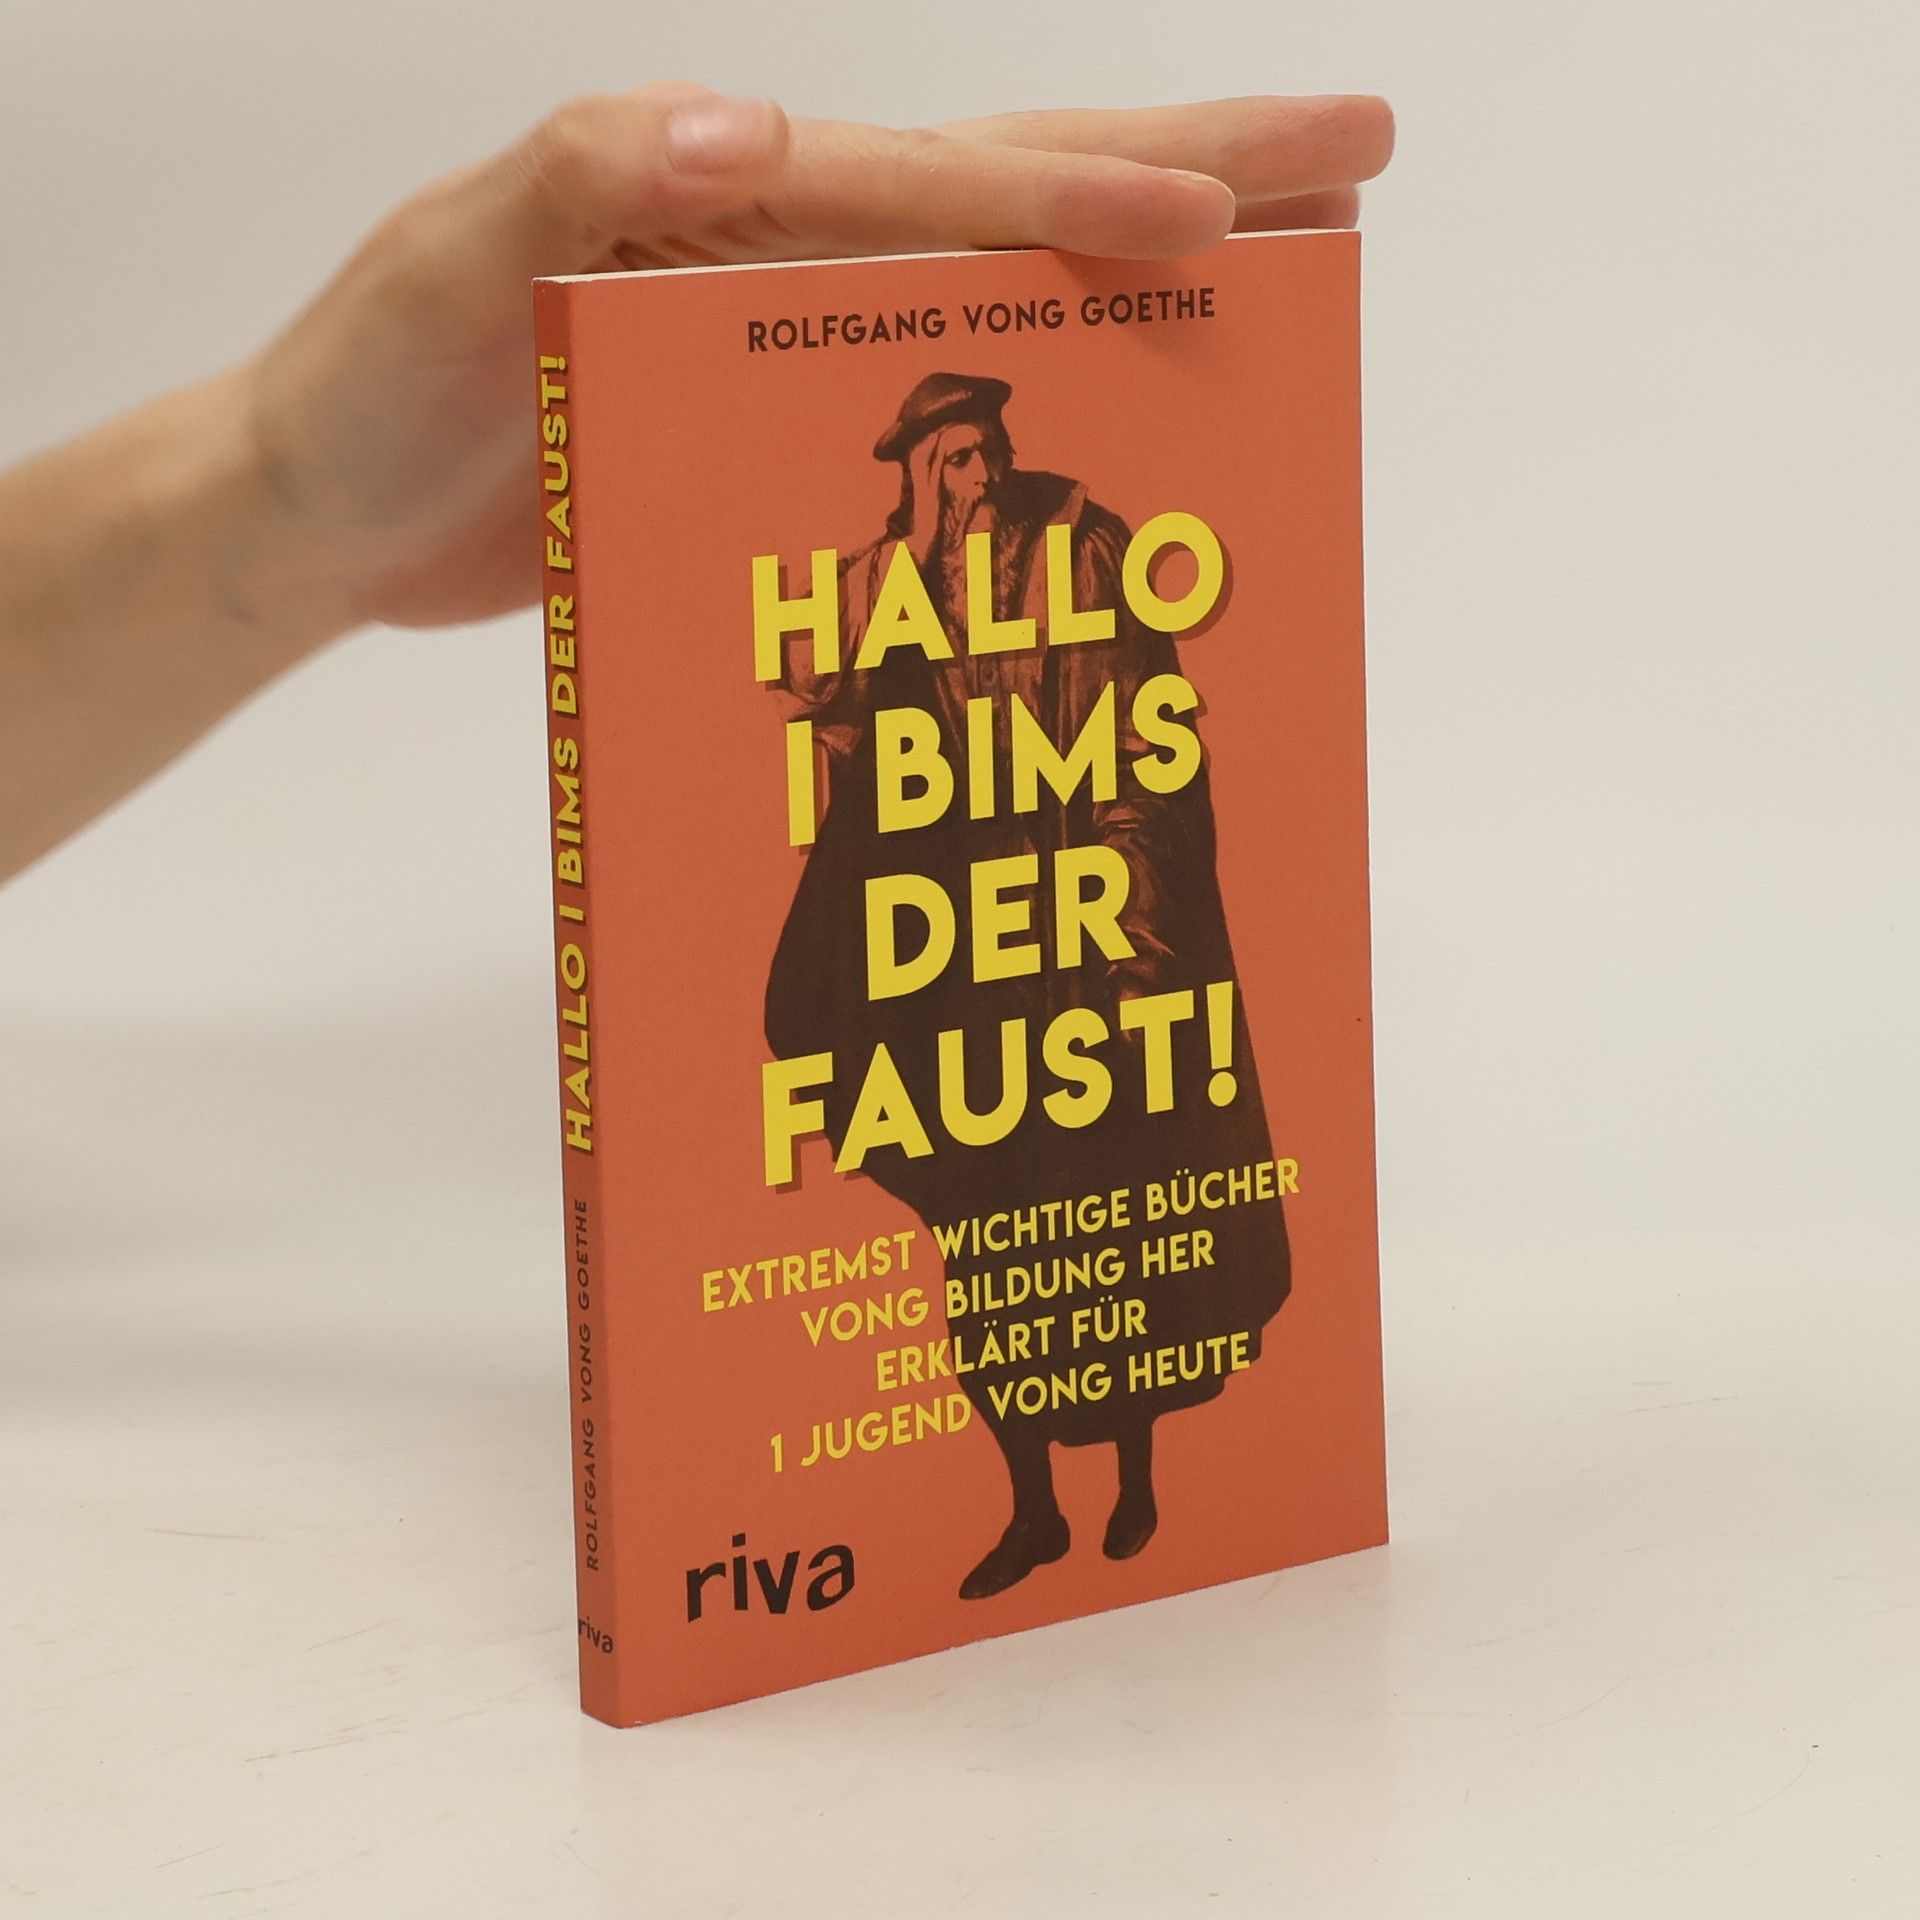 ROLFGANG VONG GOETHE
HALLO
I BIMS
DER
FAUST!
EXTREMST WICHTIGE BÜCHER
VONG BILDUNG HER
ERKLÄRT FÜR
1 JUGEND VONG HEUTE
riva
HALLO I BIMS DER FAUST!
ROLFGANG VONG GOETHE
riva